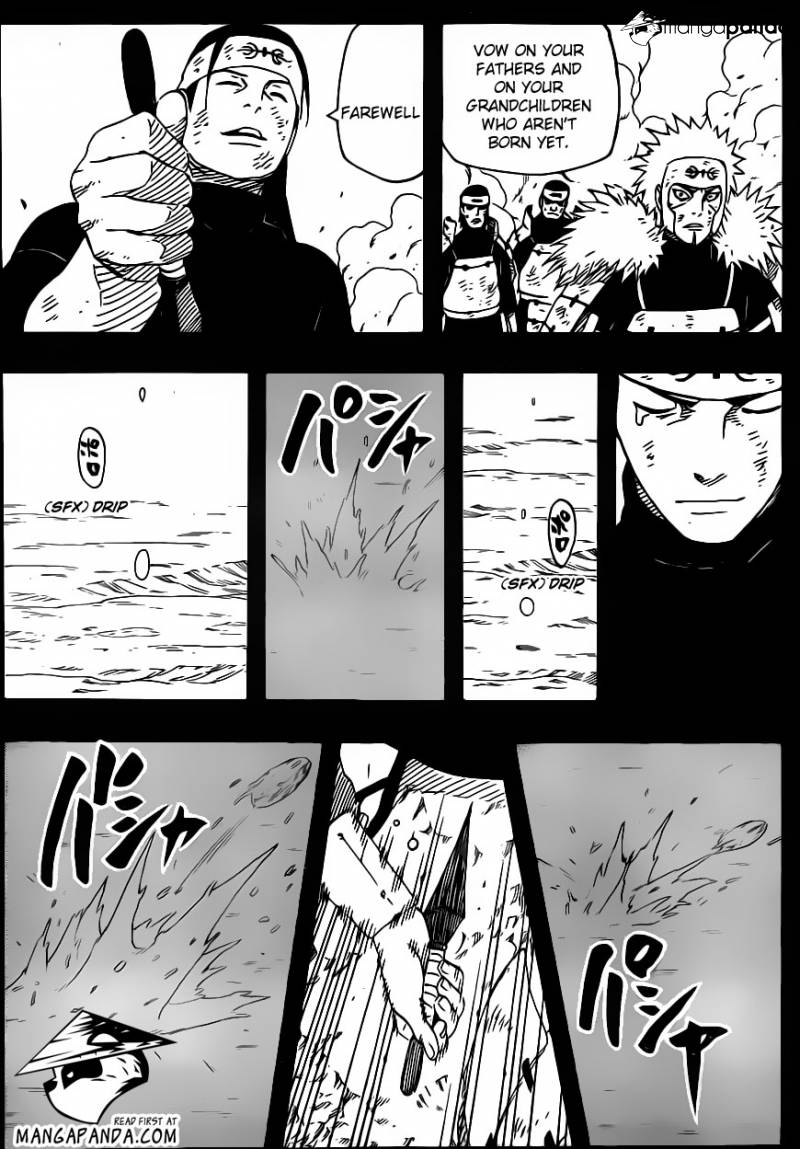 mangapanda
VOW ON YOUR
FATHERS AND
ON YOUR
GRANDCHILDREN
WHO AREN'T
BORN YET.
FAREWELL
(SFX) DRIP
パシャ
(SFX) DRIP
パシャ
パシャ
READ FIRST AT
MANGAPANDA.COM